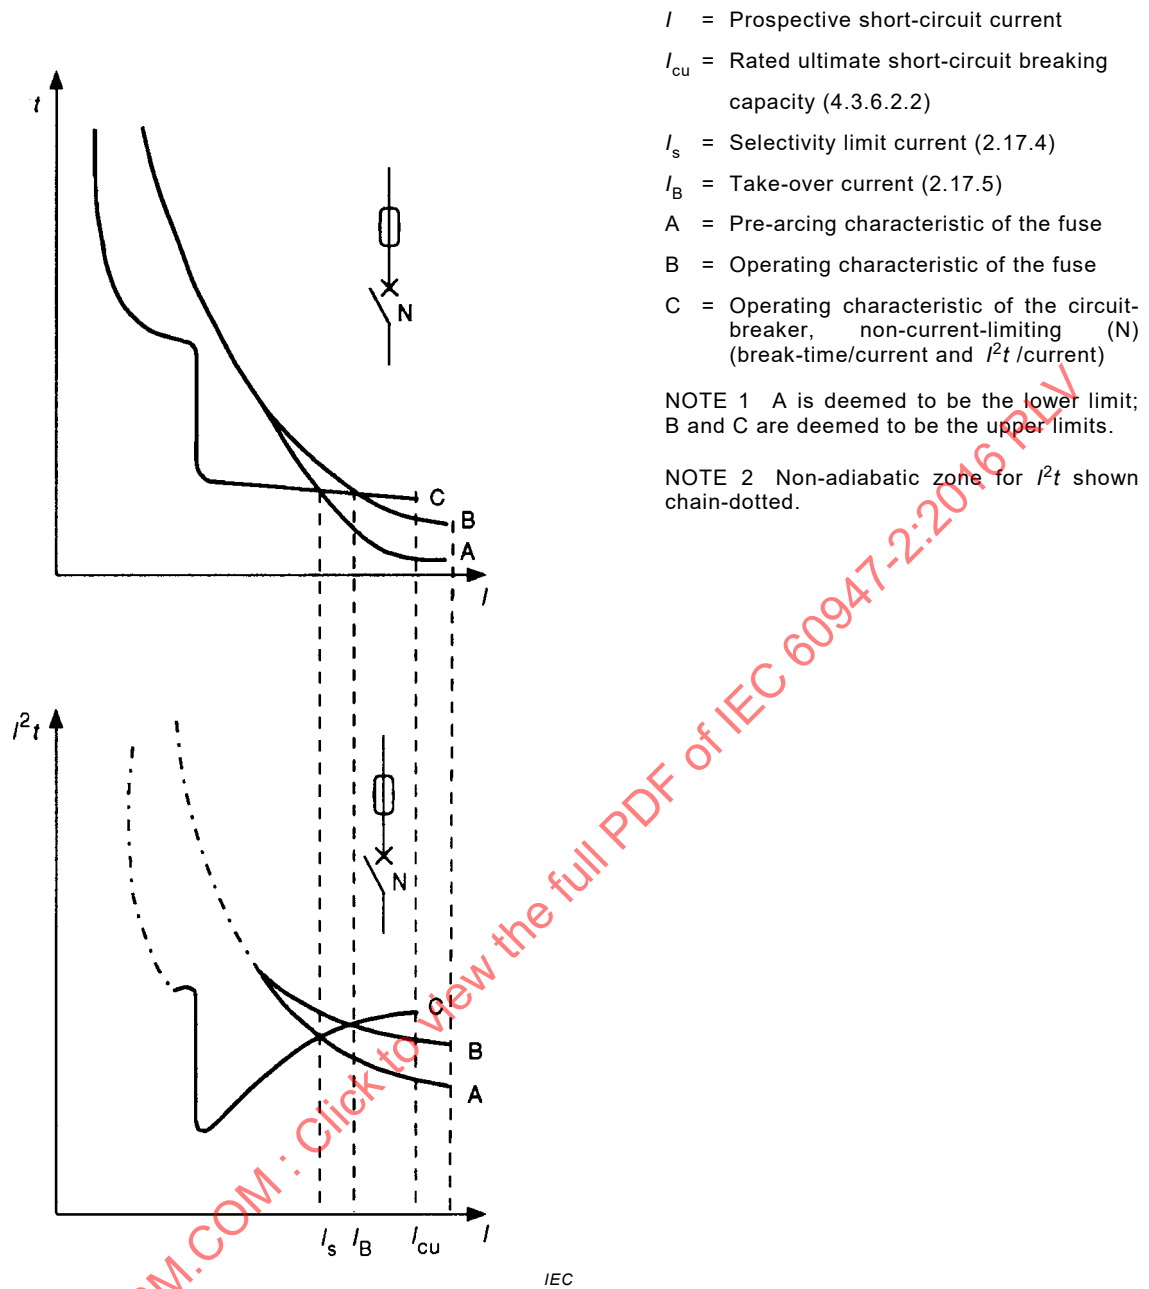 I = Prospective short-circuit current
Icu = Rated ultimate short-circuit breaking
capacity (4.3.6.2.2)
Is = Selectivity limit current (2.17.4)
IB = Take-over current (2.17.5)
A = Pre-arcing characteristic of the fuse
B = Operating characteristic of the fuse
C = Operating characteristic of the circuit-
breaker, non-current-limiting (N)
(break-time/current and I²t /current)
NOTE 1 A is deemed to be the lower limit;
B and C are deemed to be the upper limits.
NOTE 2 Non-adiabatic zone for I²t shown
chain-dotted.
t
N
C
B
A
I
I²t
N
C
B
A
Is IB Icu I
IEC
M.COM : Click to view the full PDF of IEC 60947-2:2016 RLV